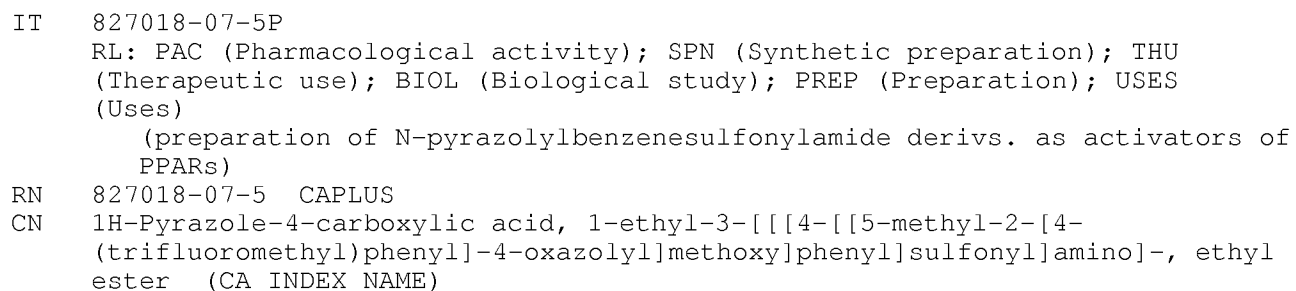 IT 827018-07-5P
RL: PAC (Pharmacological activity); SPN (Synthetic preparation); THU
(Therapeutic use); BIOL (Biological study); PREP (Preparation); USES
(Uses)
(preparation of N-pyrazolylbenzenesulfonylamide derivs. as activators of
PPARs)
RN 827018-07-5 CAPLUS
CN 1H-Pyrazole-4-carboxylic acid, 1-ethyl-3-[[[4-[[5-methyl-2-[4-
(trifluoromethyl)phenyl]-4-oxazolyl]methoxy]phenyl]sulfonyl]amino]-, ethyl
ester (CA INDEX NAME)